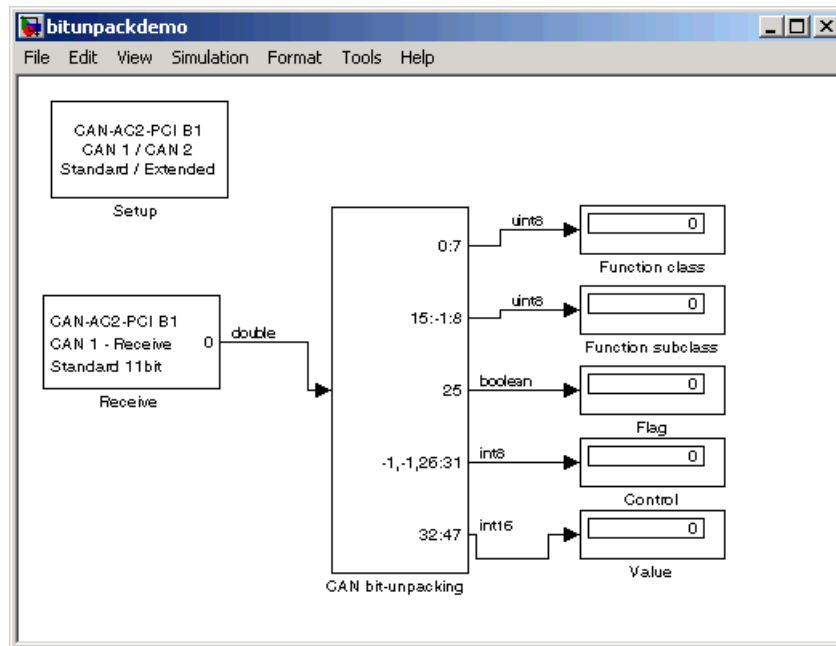 bitunpackdemo
File Edit View Simulation Format Tools Help
CAN-AC2-PCI B1
CAN 1 / CAN 2
Standard / Extended
Setup
CAN-AC2-PCI B1
CAN 1 - Receive
Standard 11bit
0
Receive
double
0:7
15:-1:8
25
-1,-1,26:31
32:47
CAN bit-unpacking
uint8
0
Function class
uint8
0
Function subclass
boolean
0
Flag
int8
0
Control
int16
0
Value